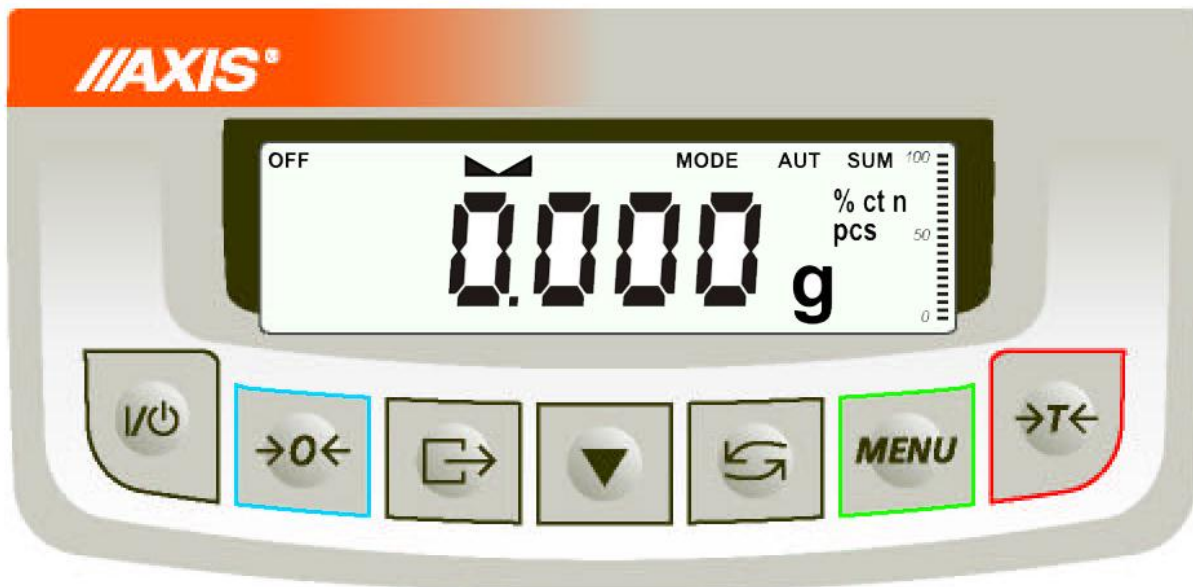 //AXIS®
OFF MODE AUT SUM 100
0.000 g
% ct n
pcs 50
0
I/⏻ →0← MENU →T←